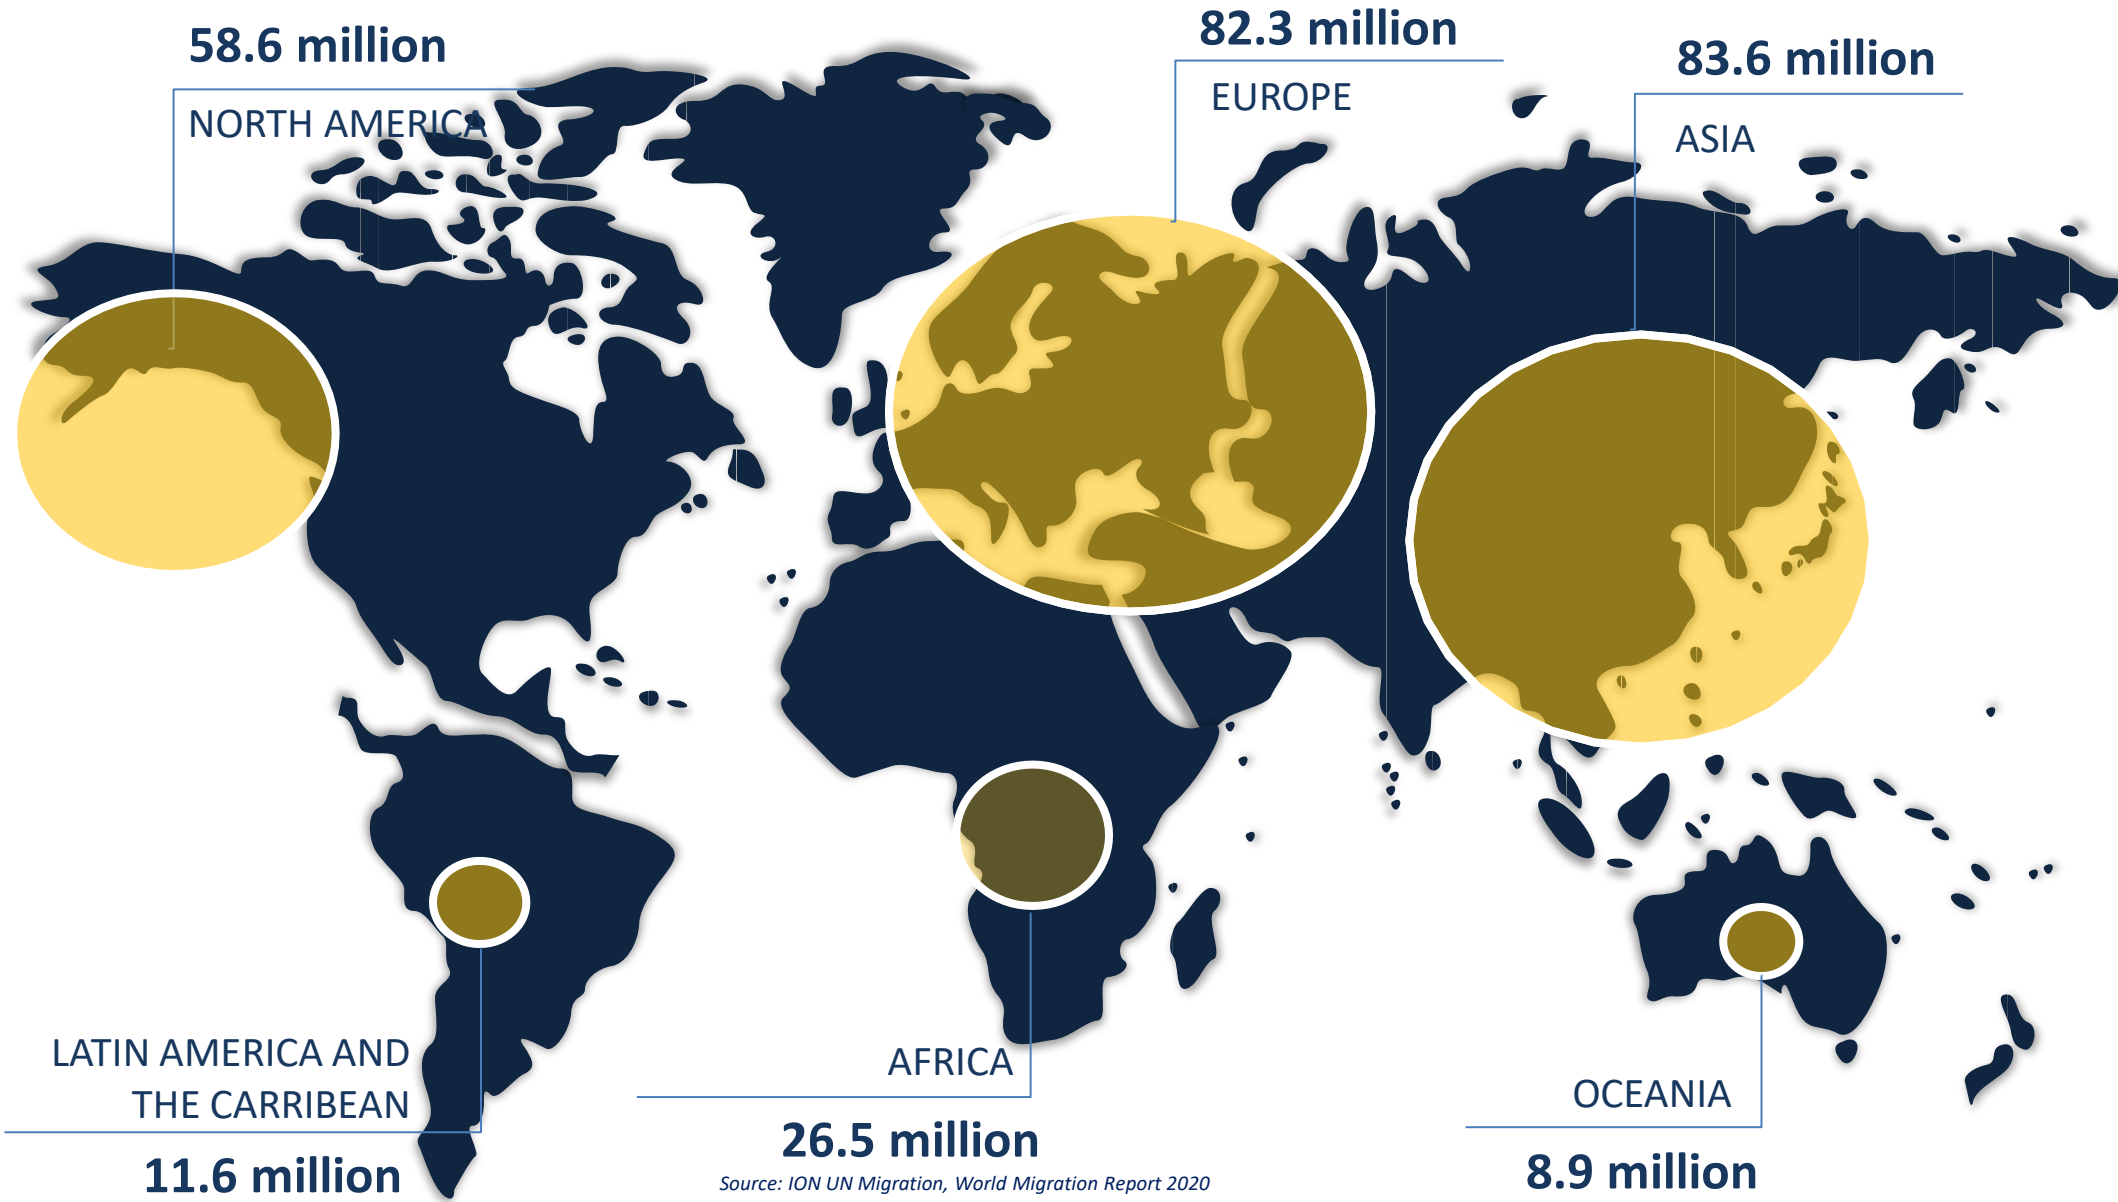 58.6 million
NORTH AMERICA
82.3 million
EUROPE
83.6 million
ASIA
LATIN AMERICA AND
THE CARRIBEAN
11.6 million
AFRICA
26.5 million
Source: ION UN Migration, World Migration Report 2020
OCEANIA
8.9 million